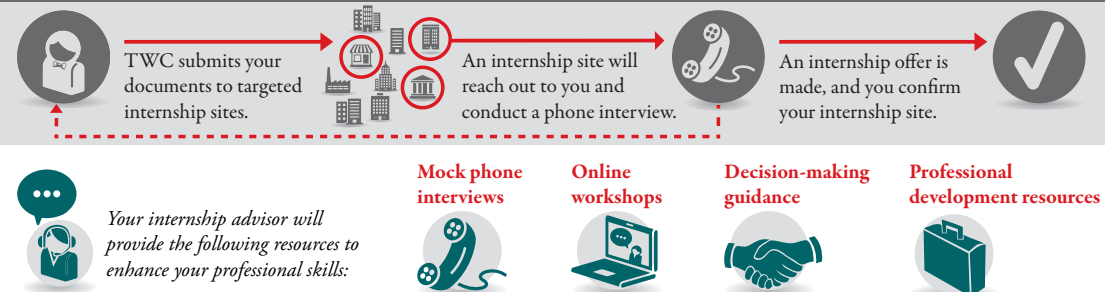 TWC submits your
documents to targeted
internship sites.
An internship site will
reach out to you and
conduct a phone interview.
An internship offer is
made, and you confirm
your internship site.
Your internship advisor will
provide the following resources to
enhance your professional skills:
Mock phone
interviews
Online
workshops
Decision-making
guidance
Professional
development resources